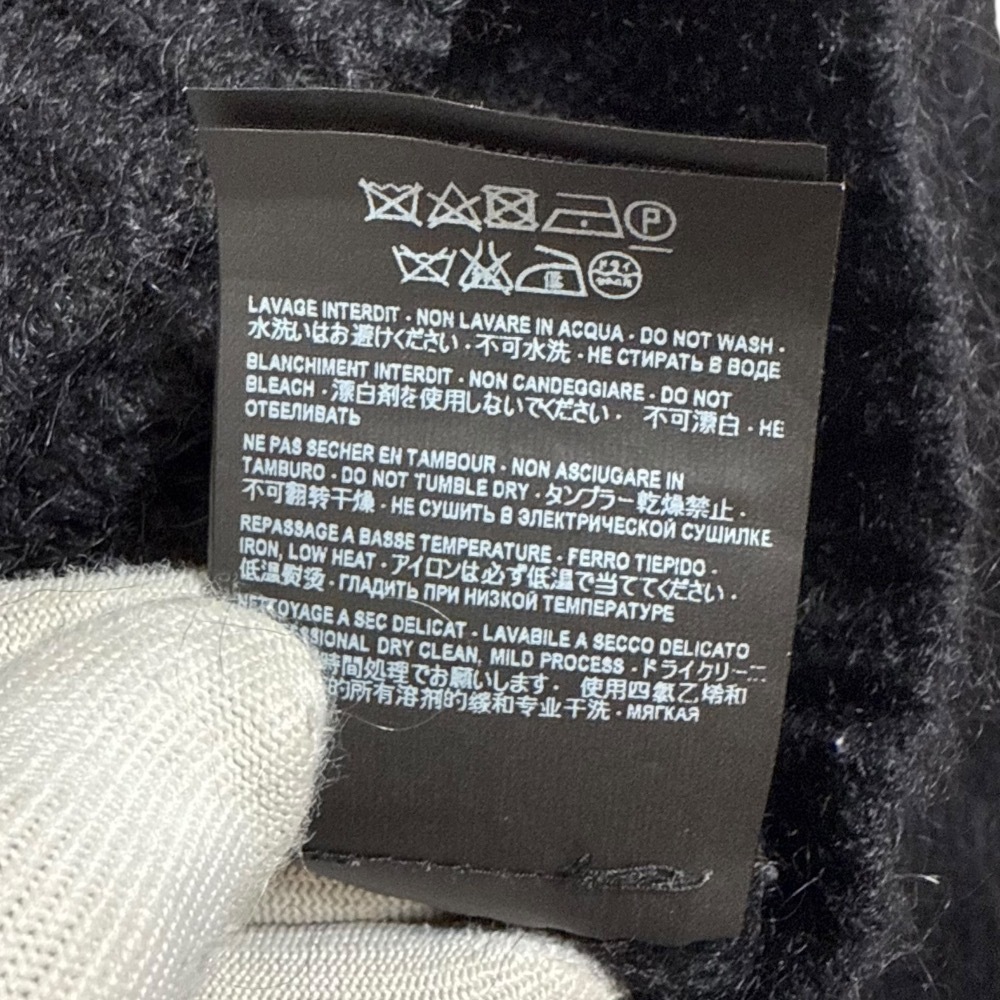 P
ドライ
LAVAGE INTERDIT - NON LAVARE IN ACQUA - DO NOT WASH -
水洗いはお避けください - 不可水洗 - НЕ СТИРАТЬ В ВОДЕ
BLANCHIMENT INTERDIT - NON CANDEGGIARE - DO NOT
BLEACH - 漂白剤を使用しないでください - 不可漂白 - НЕ
ОТБЕЛИВАТЬ
NE PAS SECHER EN TAMBOUR - NON ASCIUGARE IN
TAMBURO - DO NOT TUMBLE DRY - タンブラー 乾燥禁止 -
不可翻转干燥 - НЕ СУШИТЬ В ЭЛЕКТРИЧЕСКОЙ СУШИЛКЕ
REPASSAGE A BASSE TEMPERATURE - FERRO TIEPIDO -
IRON, LOW HEAT - アイロンは必ず低温で当ててください -
低温熨烫 - ГЛАДИТЬ ПРИ НИЗКОЙ ТЕМПЕРАТУРЕ
NETTOYAGE A SEC DELICAT - LAVABILE A SECCO DELICATO
DRY CLEAN, MILD PROCESS - ドライクリーニ
時間処理でお願いします - 使用四氯乙烯和
的所有溶剂的缓和专业干洗 - МЯГКАЯ